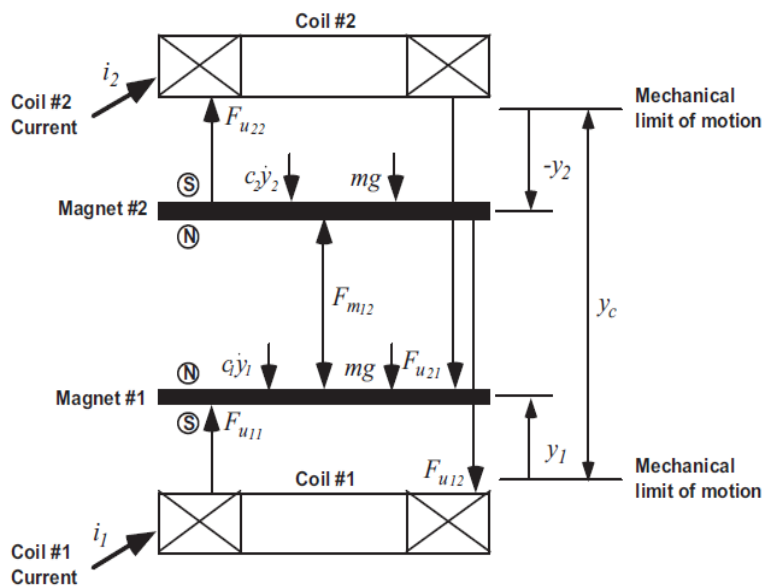 Coil #2
i2
Coil #2
Current
Fu22
Mechanical
limit of motion
S
c2ẏ2
mg
-y2
Magnet #2
N
Fm12
yc
N
c1ẏ1
mg
Fu21
Magnet #1
S
Fu11
y1
Fu12
Coil #1
Mechanical
limit of motion
i1
Coil #1
Current